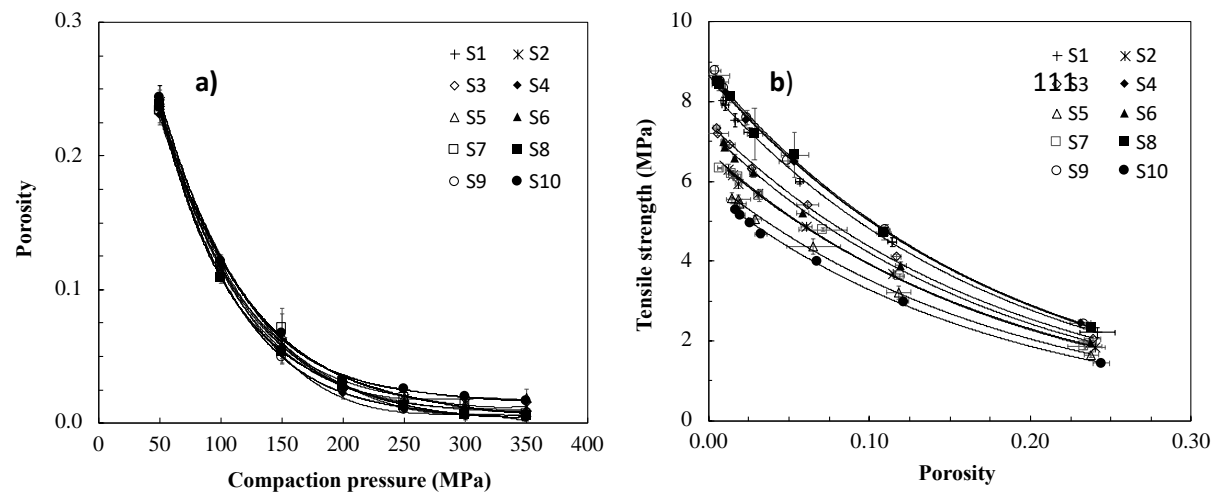 a)
0.3
0.2
0.1
0.0
Porosity
0 50 100 150 200 250 300 350 400
Compaction pressure (MPa)
S1 S2
S3 S4
S5 S6
S7 S8
S9 S10
b)
10
8
6
4
2
0
Tensile strength (MPa)
0.00 0.10 0.20 0.30
Porosity
S1 S2
111
S3 S4
S5 S6
S7 S8
S9 S10